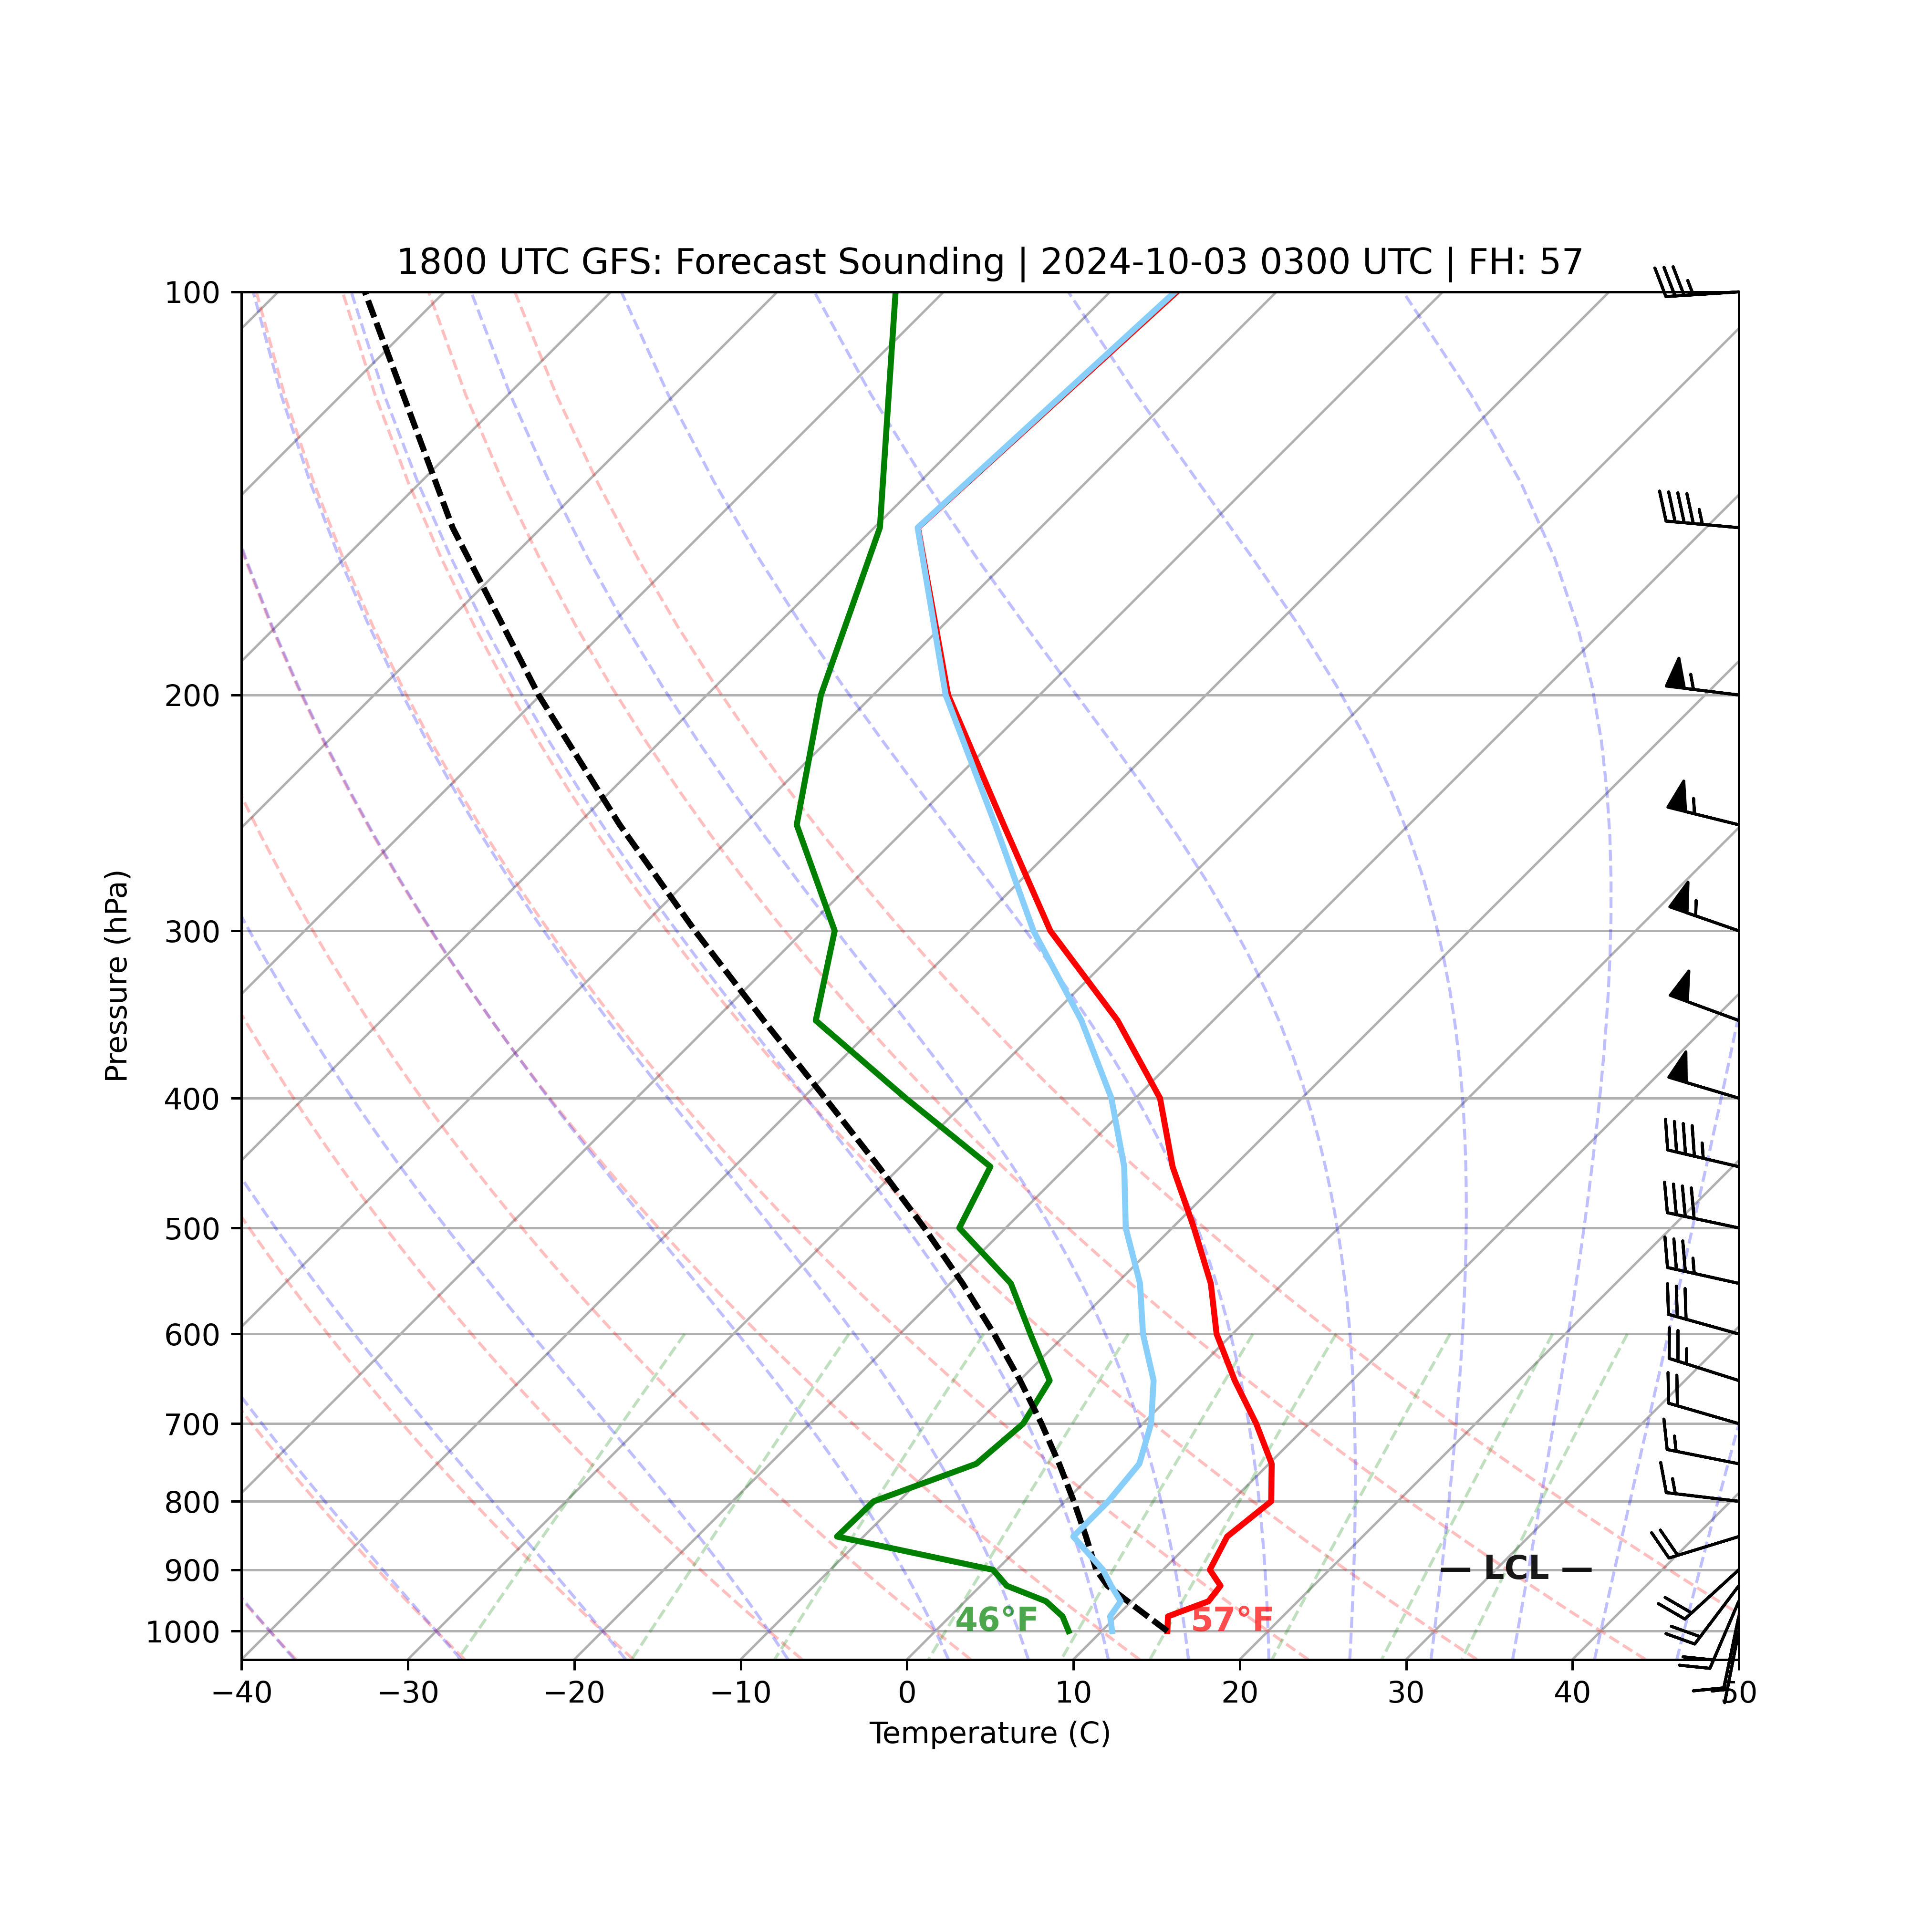 1800 UTC GFS: Forecast Sounding | 2024-10-03 0300 UTC | FH: 57
100
200
300
400
500
600
700
800
900
1000
Pressure (hPa)
— LCL —
46°F
57°F
−40 −30 −20 −10 0 10 20 30 40 50
Temperature (C)